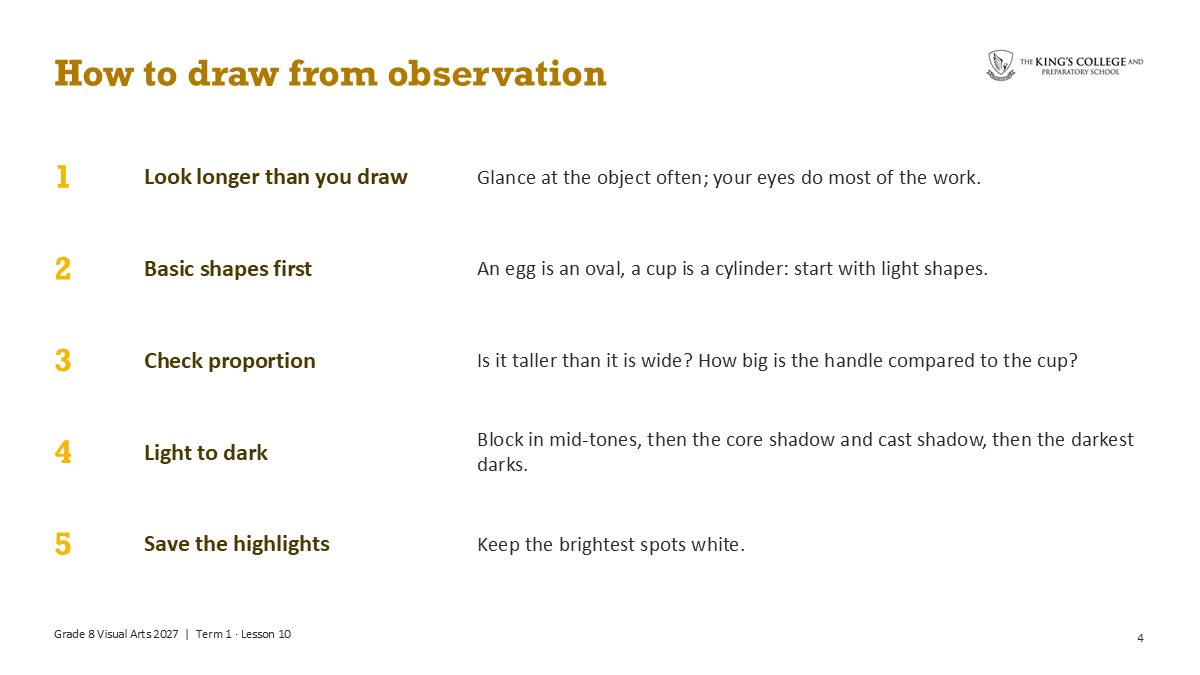 How to draw from observation
THE KING'S COLLEGE AND
PREPARATORY SCHOOL
1
Look longer than you draw
Glance at the object often; your eyes do most of the work.
2
Basic shapes first
An egg is an oval, a cup is a cylinder: start with light shapes.
3
Check proportion
Is it taller than it is wide? How big is the handle compared to the cup?
4
Light to dark
Block in mid-tones, then the core shadow and cast shadow, then the darkest
darks.
5
Save the highlights
Keep the brightest spots white.
Grade 8 Visual Arts 2027 | Term 1 · Lesson 10
4